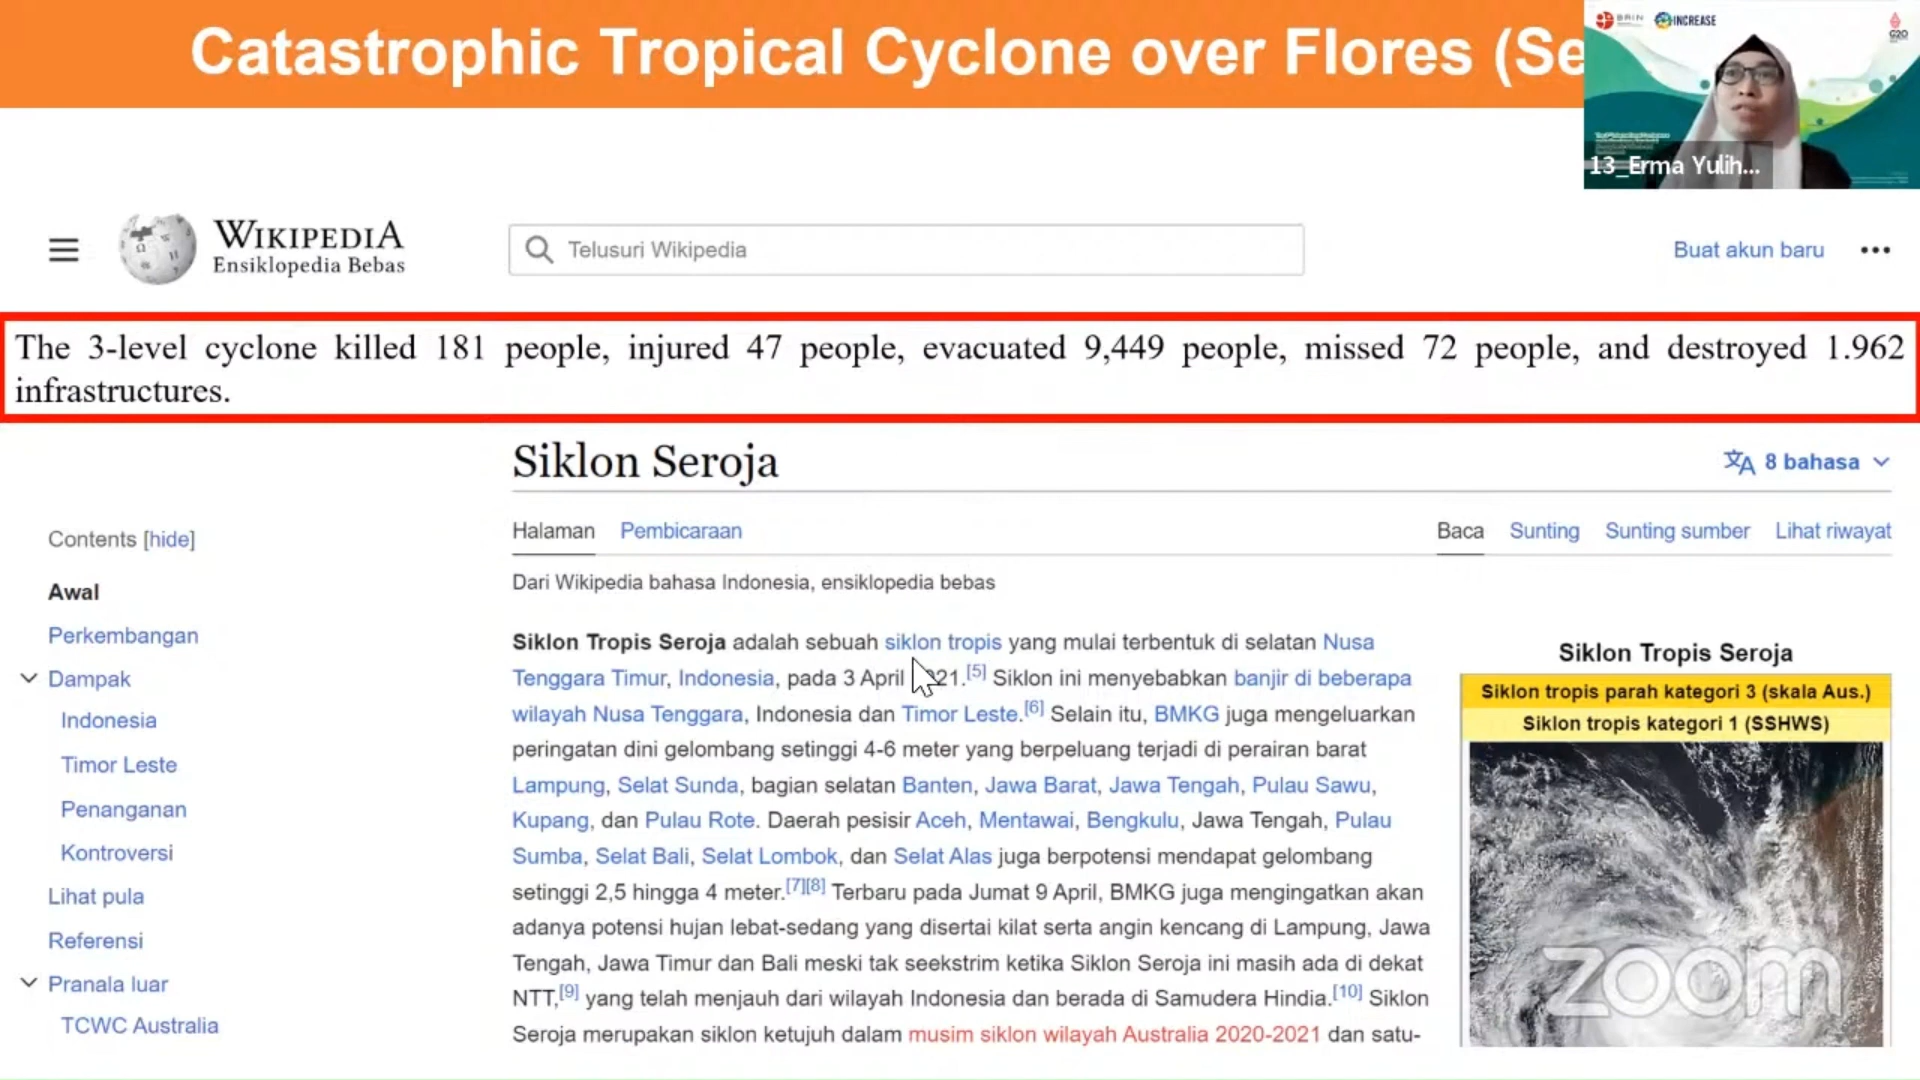 Catastrophic Tropical Cyclone over Flores (Se
BRIN
INCREASE
G20
13_Erma Yulih...
WIKIPEDIA
Ensiklopedia Bebas
Telusuri Wikipedia
Buat akun baru
The 3-level cyclone killed 181 people, injured 47 people, evacuated 9,449 people, missed 72 people, and destroyed 1.962
infrastructures.
Siklon Seroja
8 bahasa
Contents [hide]
Awal
Perkembangan
Dampak
Indonesia
Timor Leste
Penanganan
Kontroversi
Lihat pula
Referensi
Pranala luar
TCWC Australia
Halaman Pembicaraan
Baca Sunting Sunting sumber Lihat riwayat
Dari Wikipedia bahasa Indonesia, ensiklopedia bebas
Siklon Tropis Seroja adalah sebuah siklon tropis yang mulai terbentuk di selatan Nusa
Tenggara Timur, Indonesia, pada 3 April 2021.[5] Siklon ini menyebabkan banjir di beberapa
wilayah Nusa Tenggara, Indonesia dan Timor Leste.[6] Selain itu, BMKG juga mengeluarkan
peringatan dini gelombang setinggi 4-6 meter yang berpeluang terjadi di perairan barat
Lampung, Selat Sunda, bagian selatan Banten, Jawa Barat, Jawa Tengah, Pulau Sawu,
Kupang, dan Pulau Rote. Daerah pesisir Aceh, Mentawai, Bengkulu, Jawa Tengah, Pulau
Sumba, Selat Bali, Selat Lombok, dan Selat Alas juga berpotensi mendapat gelombang
setinggi 2,5 hingga 4 meter.[7][8] Terbaru pada Jumat 9 April, BMKG juga mengingatkan akan
adanya potensi hujan lebat-sedang yang disertai kilat serta angin kencang di Lampung, Jawa
Tengah, Jawa Timur dan Bali meski tak seekstrim ketika Siklon Seroja ini masih ada di dekat
NTT,[9] yang telah menjauh dari wilayah Indonesia dan berada di Samudera Hindia.[10] Siklon
Seroja merupakan siklon ketujuh dalam musim siklon wilayah Australia 2020-2021 dan satu-
Siklon Tropis Seroja
Siklon tropis parah kategori 3 (skala Aus.)
Siklon tropis kategori 1 (SSHWS)
zoom